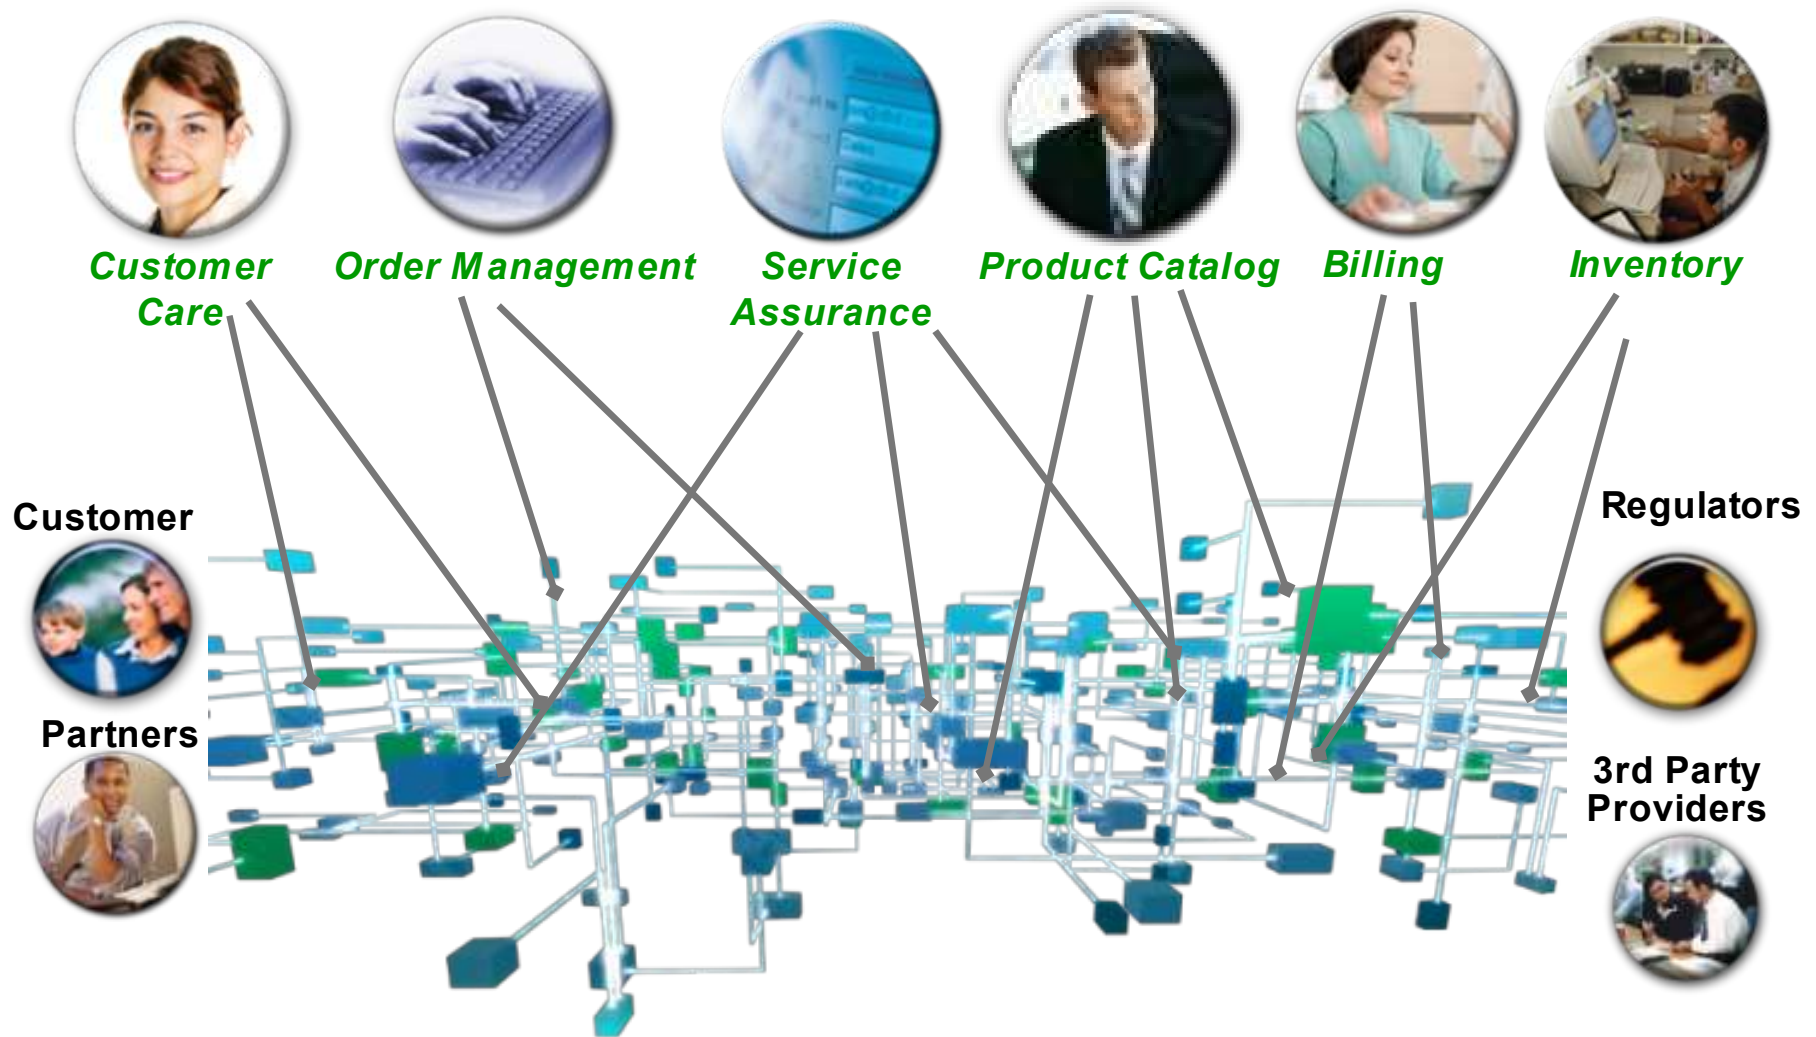 Customer
Care
Order Management
Service
Assurance
Product Catalog
Billing
Inventory
Customer
Partners
Regulators
3rd Party
Providers